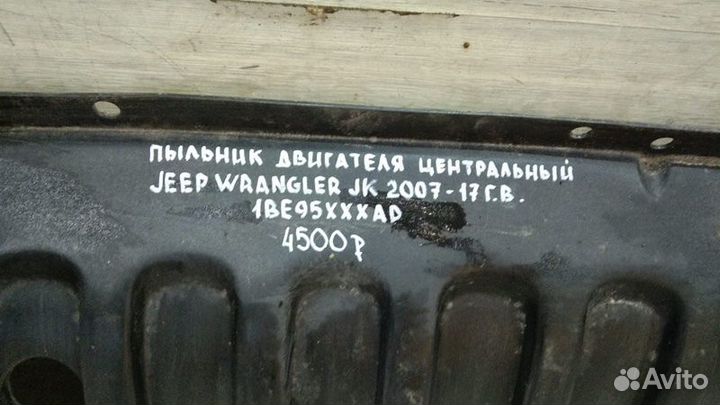 ПЫЛЬНИК ДВИГАТЕЛЯ ЦЕНТРАЛЬНЫЙ
JEEP WRANGLER JK 2007-17 Г.В.
1BE95XXXAD
4500 р
Avito